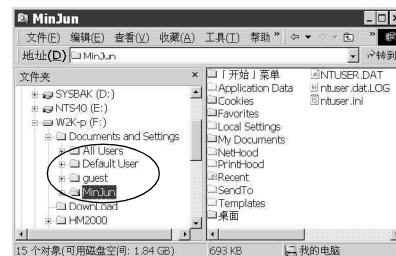 MinJun
文件(F) 编辑(E) 查看(V) 收藏(A) 工具(T) 帮助 »
地址(D) MinJun 转到
文件夹 ×
SYSBAK (D:)
NTS40 (E:)
W2K-p (F:)
Documents and Settings
All Users
Default User
guest
MinJun
DownLoad
HM2000
「开始」菜单
Application Data
Cookies
Favorites
Local Settings
My Documents
NetHood
PrintHood
Recent
SendTo
Templates
桌面
NTUSER.DAT
ntuser.dat.LOG
ntuser.ini
15 个对象(可用磁盘空间: 1.84 GB) 693 KB 我的电脑